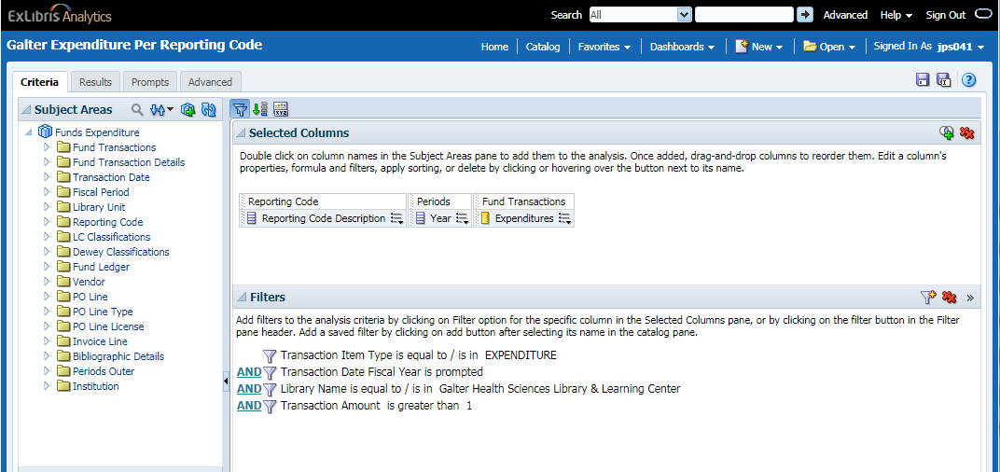 ExLibris Analytics
Search All Advanced Help Sign Out
Galter Expenditure Per Reporting Code
Home Catalog Favorites Dashboards New Open Signed In As jps041
Criteria Results Prompts Advanced
Subject Areas
Funds Expenditure
Fund Transactions
Fund Transaction Details
Transaction Date
Fiscal Period
Library Unit
Reporting Code
LC Classifications
Dewey Classifications
Fund Ledger
Vendor
PO Line
PO Line Type
PO Line License
Invoice Line
Bibliographic Details
Periods Outer
Institution
XYZ
Selected Columns
Double click on column names in the Subject Areas pane to add them to the analysis. Once added, drag-and-drop columns to reorder them. Edit a column's
properties, formula and filters, apply sorting, or delete by clicking or hovering over the button next to its name.
Reporting Code Periods Fund Transactions
Reporting Code Description Year Expenditures
Filters »
Add filters to the analysis criteria by clicking on Filter option for the specific column in the Selected Columns pane, or by clicking on the filter button in the Filter
pane header. Add a saved filter by clicking on add button after selecting its name in the catalog pane.
Transaction Item Type is equal to / is in EXPENDITURE
AND Transaction Date Fiscal Year is prompted
AND Library Name is equal to / is in Galter Health Sciences Library & Learning Center
AND Transaction Amount is greater than 1